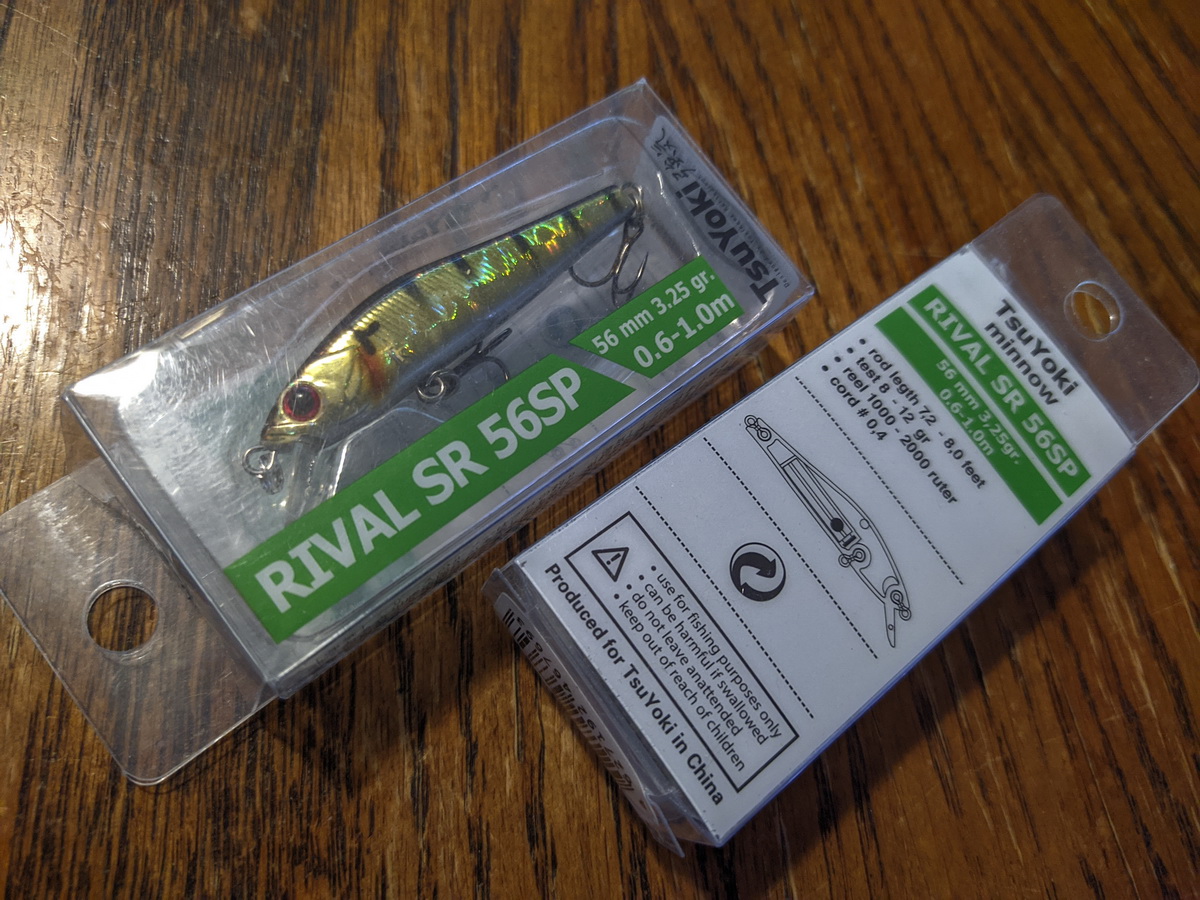 TsuYoki
56 mm 3,25 gr.
0.6-1.0m
RIVAL SR 56SP
TsuYoki
minnow
RIVAL SR 56SP
56 mm 3,25gr.
0.6-1.0m
• rod legth 7,2 - 8,0 feet
• test 8 - 12 gr
• reel 1000 - 2000 ruter
• cord # 0,4
• use for fishing purposes only
• can be harmful if swallowed
• do not leave anattended
• keep out of reach of children
Produced for TsuYoki in China